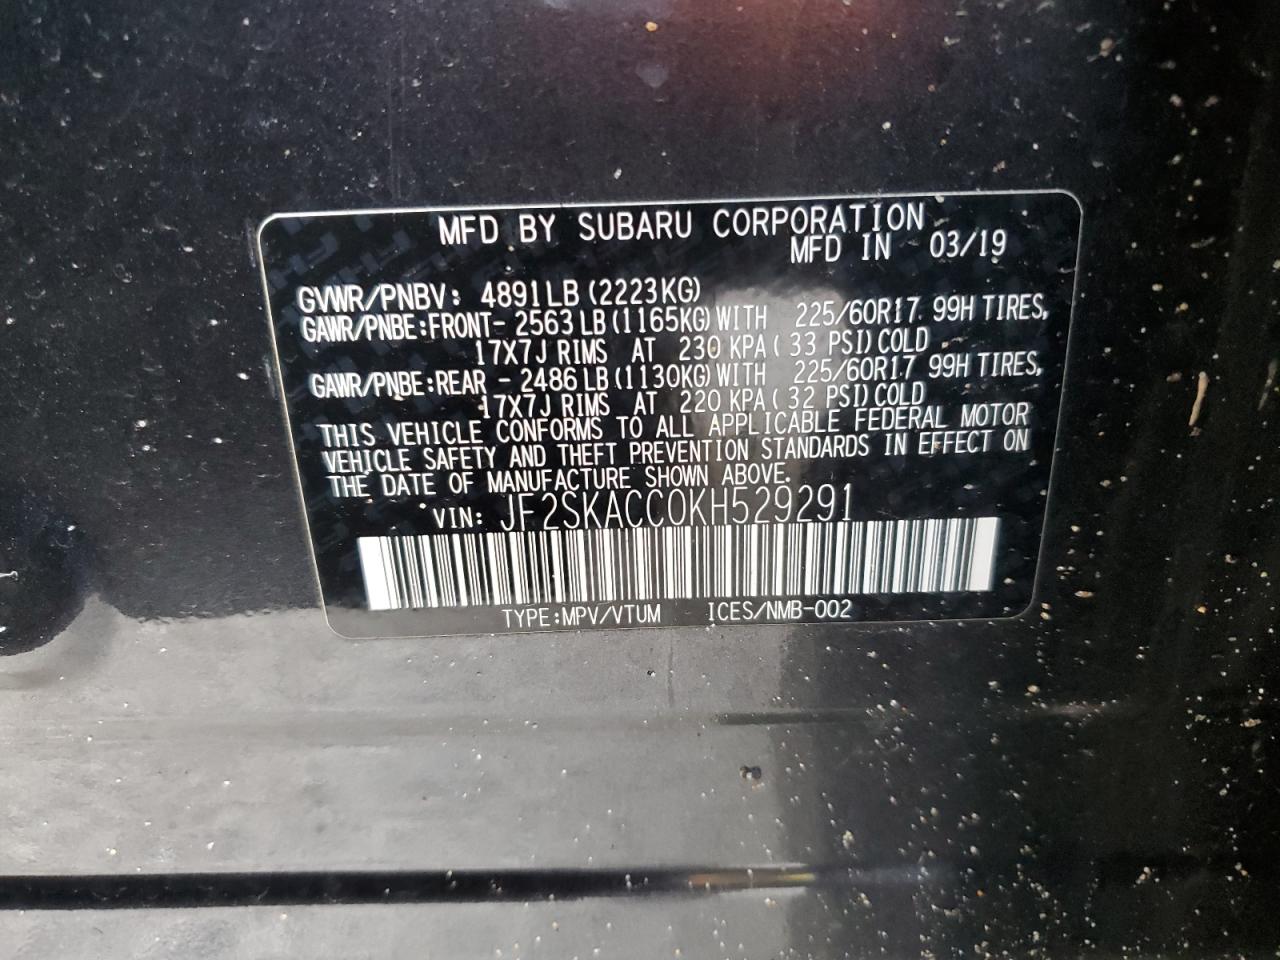 MFD BY SUBARU CORPORATION
MFD IN 03/19
GVWR/PNBV: 4891LB (2223KG)
GAWR/PNBE:FRONT- 2563LB (1165KG) WITH 225/60R17 99H TIRES,
17X7J RIMS AT 230 KPA ( 33 PSI) COLD
GAWR/PNBE:REAR - 2486LB (1130KG) WITH 225/60R17 99H TIRES,
17X7J RIMS AT 220 KPA ( 32 PSI) COLD
THIS VEHICLE CONFORMS TO ALL APPLICABLE FEDERAL MOTOR
VEHICLE SAFETY AND THEFT PREVENTION STANDARDS IN EFFECT ON
THE DATE OF MANUFACTURE SHOWN ABOVE.
VIN: JF2SKACC0KH529291
TYPE:MPV/VTUM ICES/NMB-002